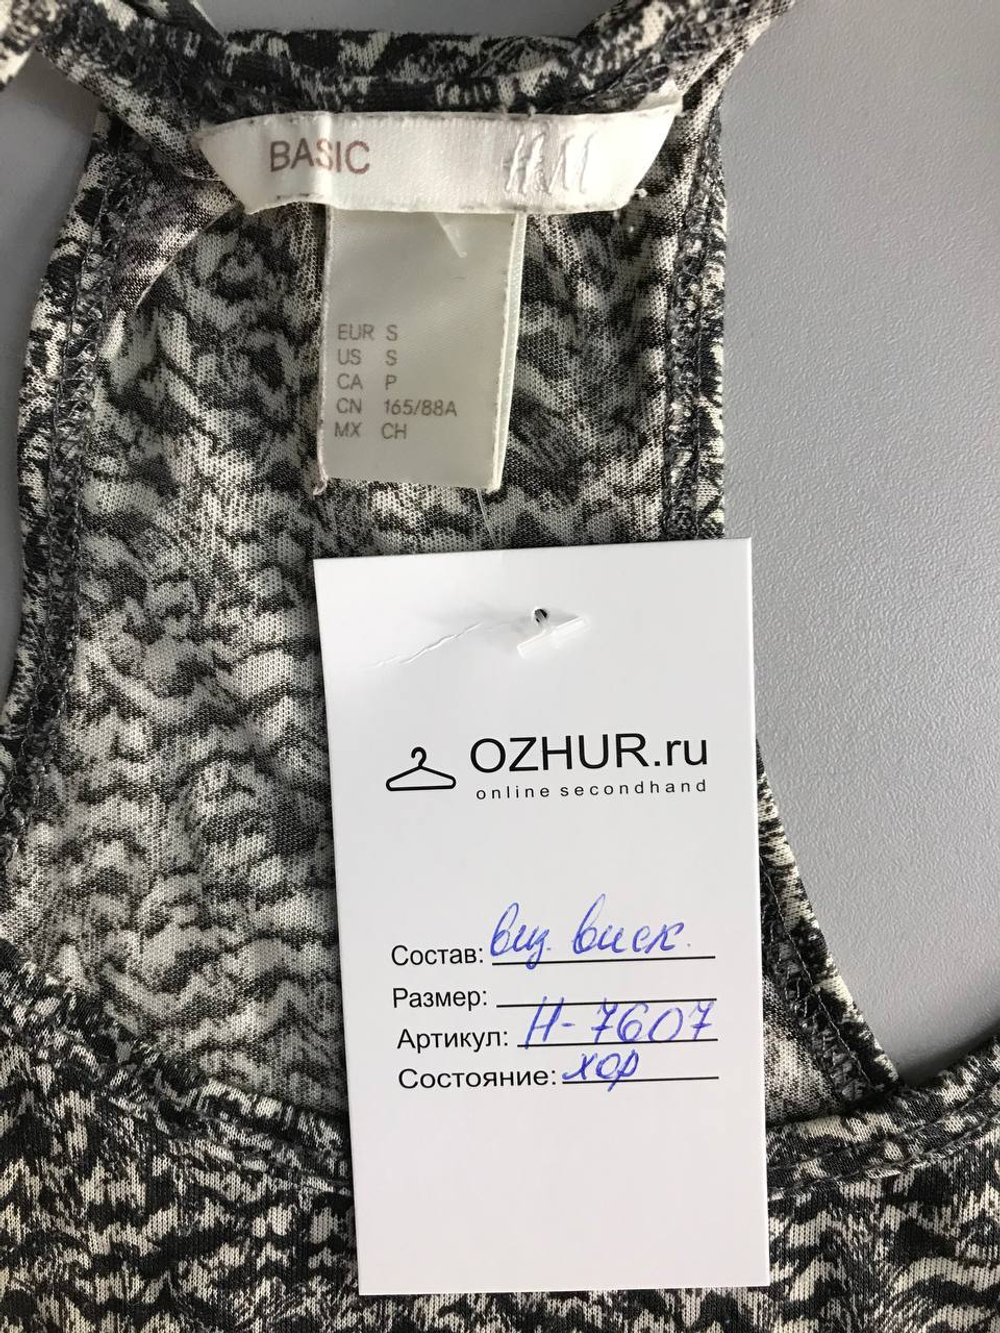 BASIC H&M
EUR S
US S
CA P
CN 165/88A
MX CH
OZHUR.ru
online secondhand
Состав: виз. виск.
Размер:
Артикул: Н-7607
Состояние: хор